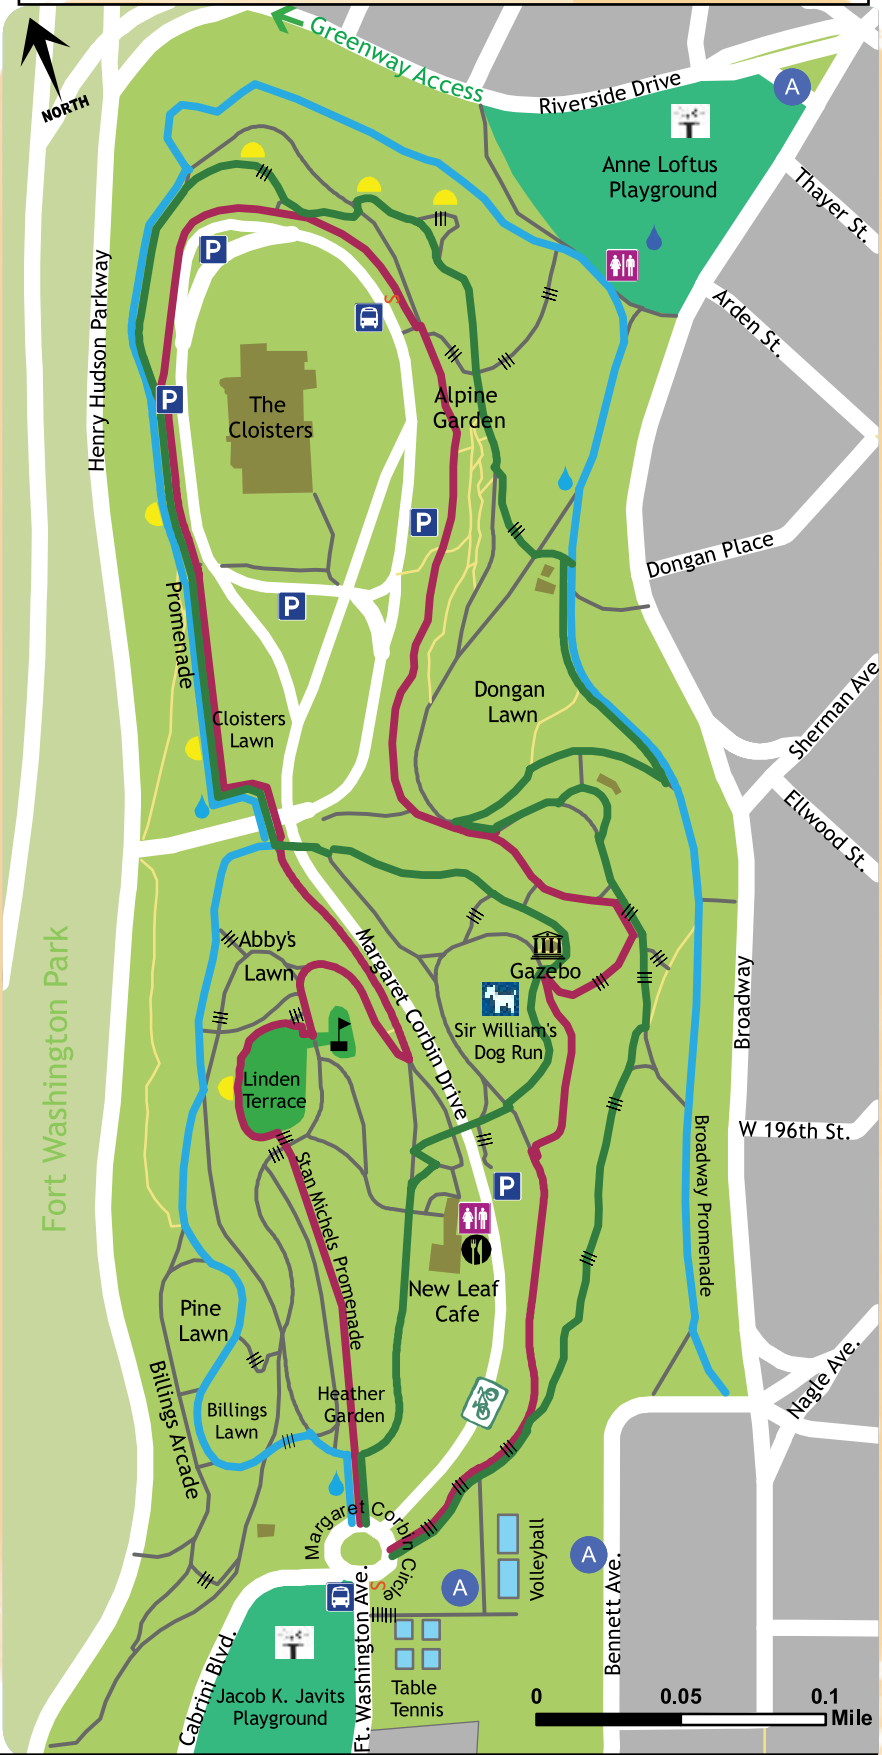 NORTH
Greenway Access
Riverside Drive
A
Anne Loftus
Playground
Thayer St.
Arden St.
P
Henry Hudson Parkway
S
P
The
Cloisters
Alpine
Garden
P
Dongan Place
P
Promenade
Dongan
Lawn
Sherman Ave
Cloisters
Lawn
Ellwood St.
Abby's
Lawn
Margaret Corbin Drive
Gazebo
Sir William's
Dog Run
Broadway
Fort Washington Park
Linden
Terrace
W 196th St.
Broadway Promenade
Stan Michels Promenade
P
New Leaf
Cafe
Pine
Lawn
Billings Arcade
Billings
Lawn
Heather
Garden
Nagle Ave.
Margaret Corbin Circle
Volleyball
A
A
S
Bennett Ave.
Ft. Washington Ave.
Cabrini Blvd.
Jacob K. Javits
Playground
Table
Tennis
0 0.05 0.1
Mile